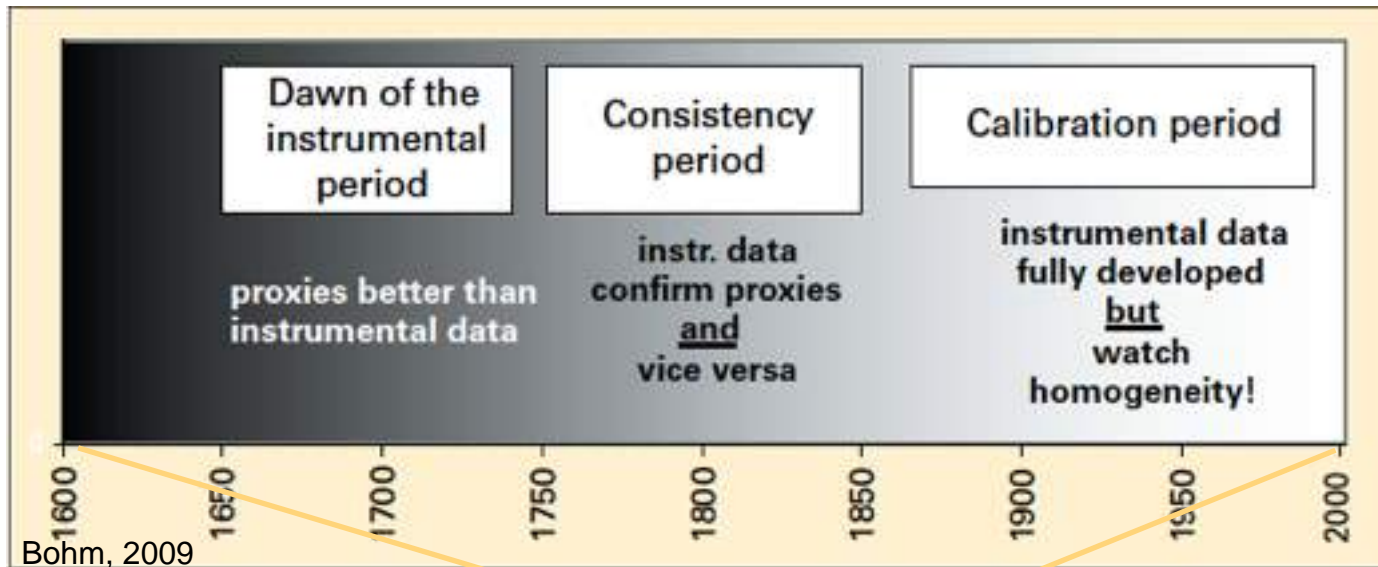 Dawn of the
instrumental
period
Consistency
period
Calibration period
proxies better than
instrumental data
instr. data
confirm proxies
and
vice versa
instrumental data
fully developed
but
watch
homogeneity!
1600
1650
1700
1750
1800
1850
1900
1950
2000
Bohm, 2009